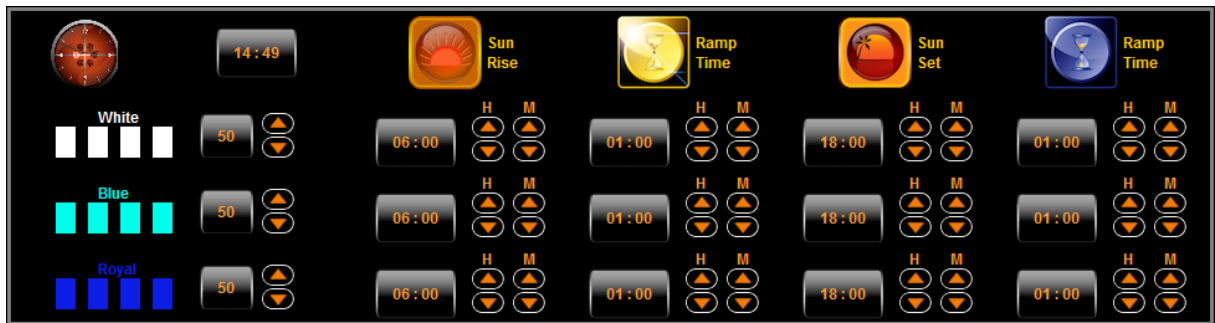 14:49
Sun
Rise
Ramp
Time
Sun
Set
Ramp
Time
White
50
H M
06:00
H M
01:00
H M
18:00
H M
01:00
Blue
50
H M
06:00
H M
01:00
H M
18:00
H M
01:00
Royal
50
H M
06:00
H M
01:00
H M
18:00
H M
01:00